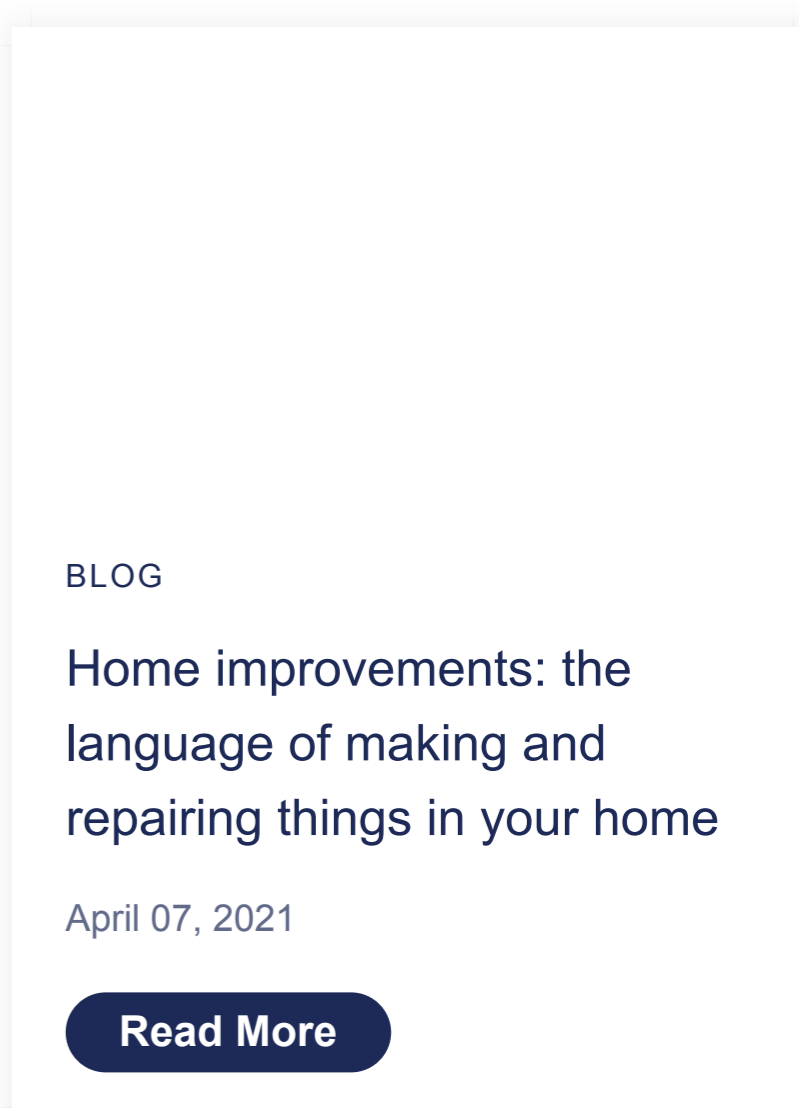 BLOG
Home improvements: the
language of making and
repairing things in your home
April 07, 2021
Read More